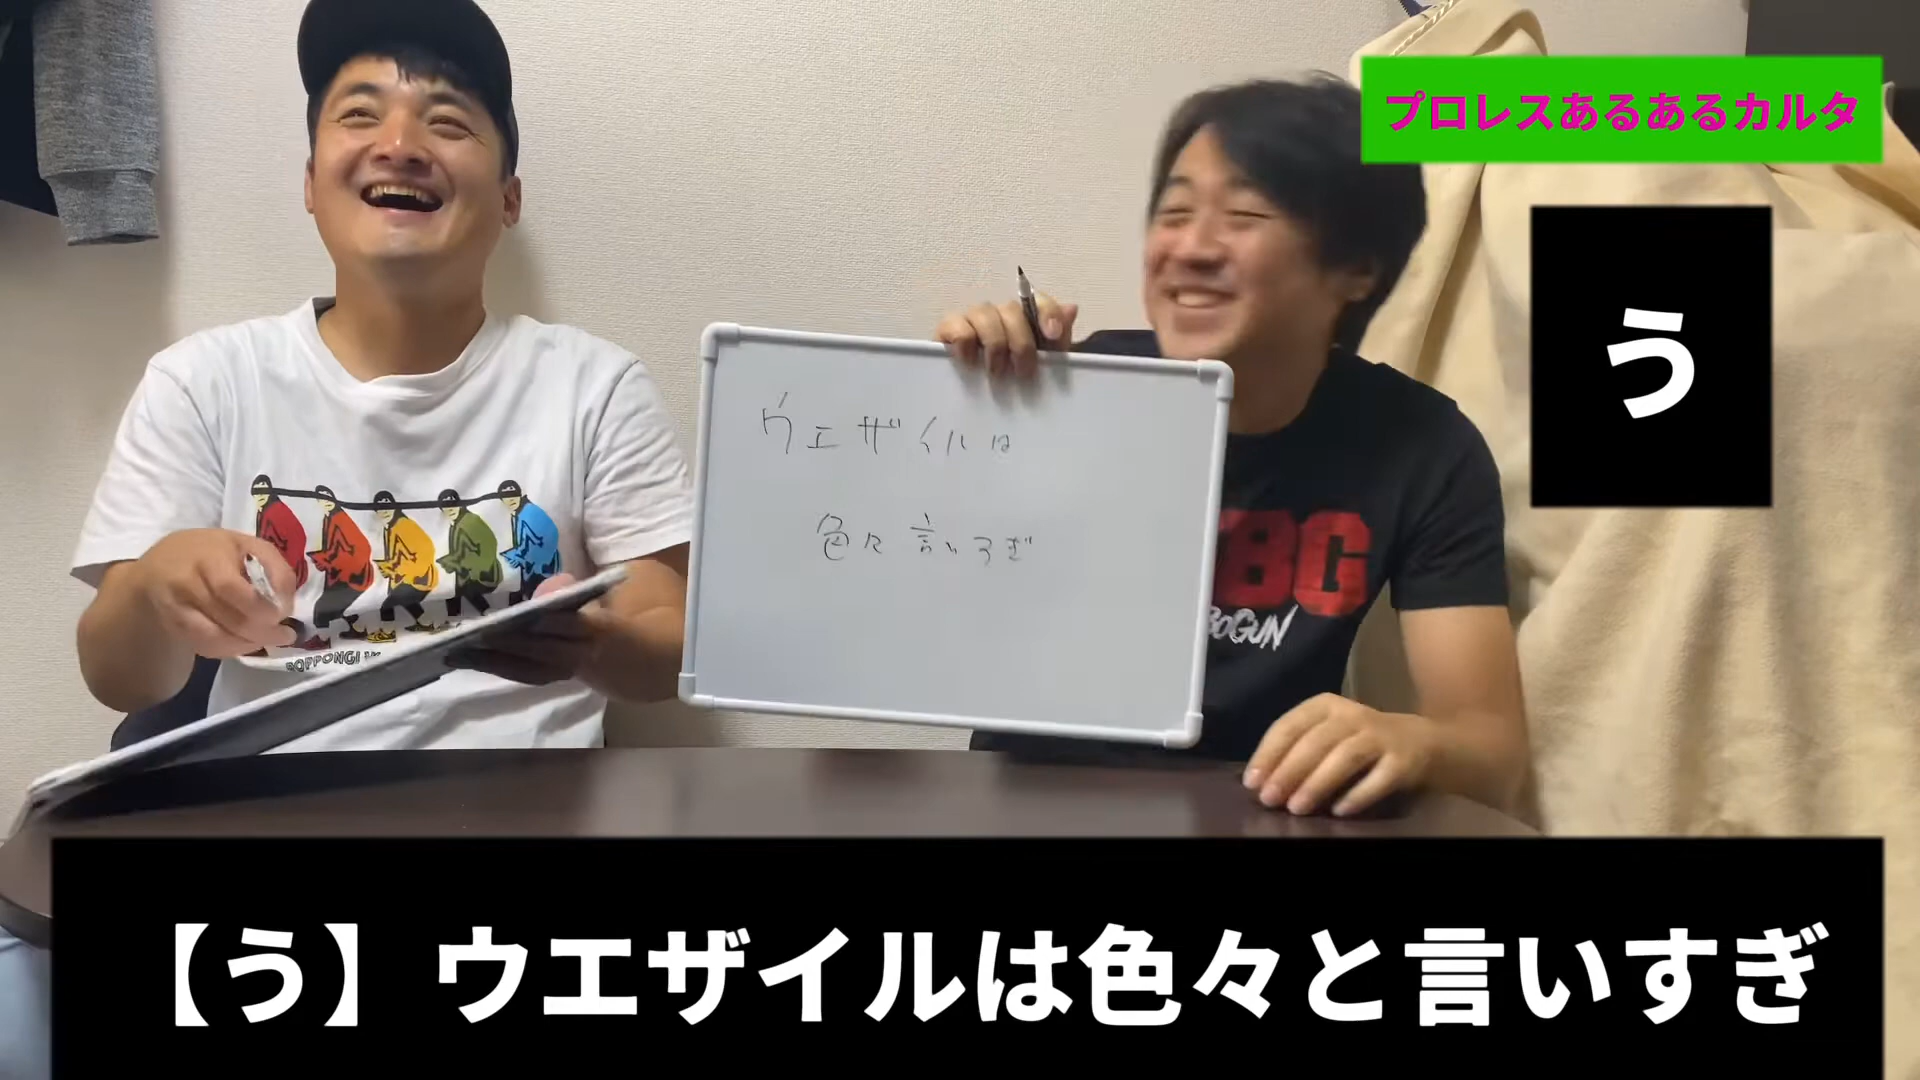 プロレスあるあるカルタ
う
ウエザイルは
色々言いすぎ
BG
BOGUN
ROPPONGI
【う】ウエザイルは色々と言いすぎ